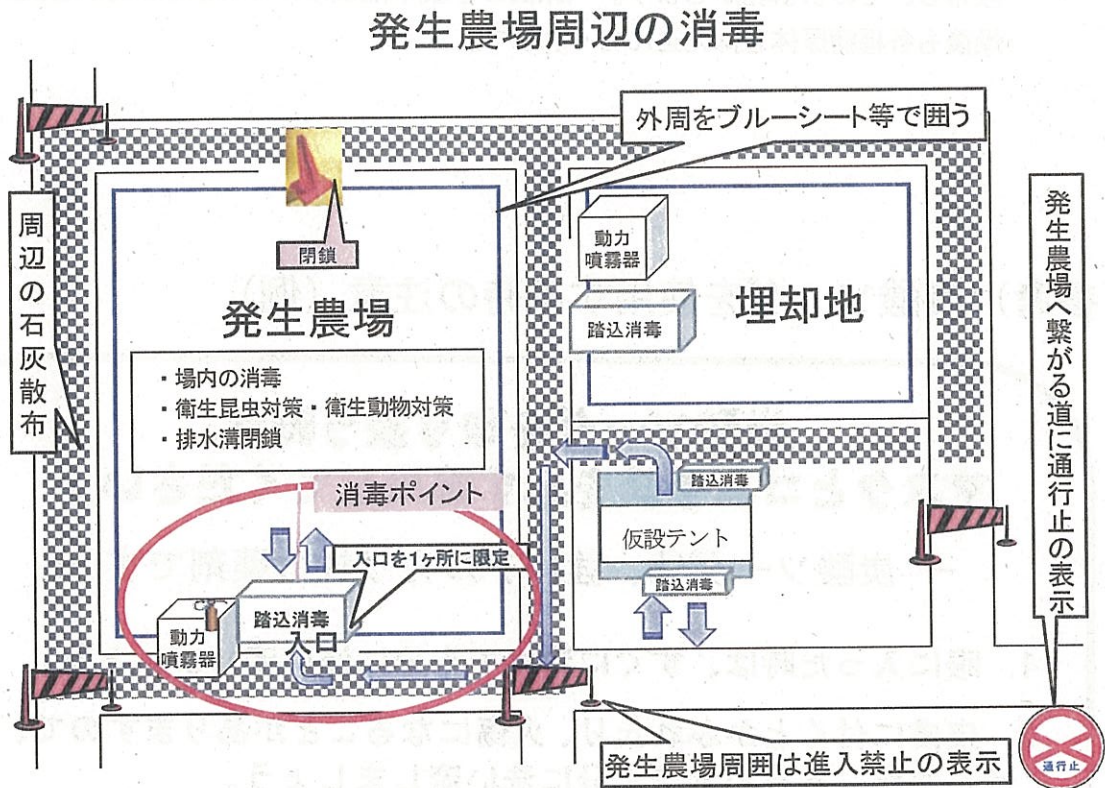 発生農場周辺の消毒
外周をブルーシート等で囲う
周辺の石灰散布
閉鎖
発生農場
・場内の消毒
・衛生昆虫対策・衛生動物対策
・排水溝閉鎖
動力
噴霧器
踏込消毒
埋却地
発生農場へ繋がる道に通行止の表示
消毒ポイント
入口を1ヶ所に限定
踏込消毒
入口
動力
噴霧器
踏込消毒
仮設テント
踏込消毒
発生農場周囲は進入禁止の表示
通行止